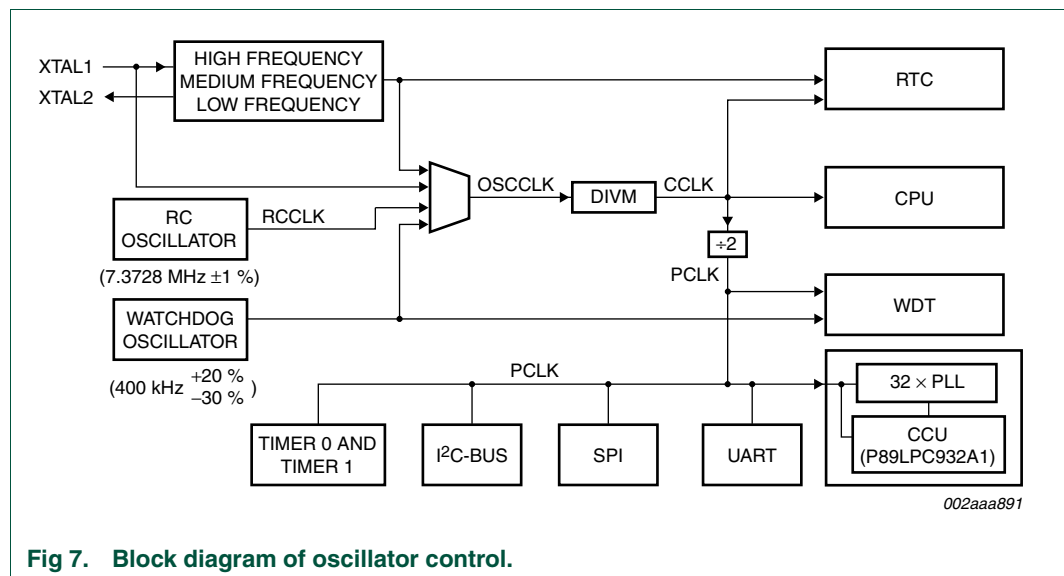 XTAL1
XTAL2
HIGH FREQUENCY
MEDIUM FREQUENCY
LOW FREQUENCY
RTC
OSCCLK
DIVM
CCLK
CPU
RC
OSCILLATOR
RCCLK
(7.3728 MHz ±1 %)
÷2
PCLK
WDT
WATCHDOG
OSCILLATOR
(400 kHz +20 %
−30 % )
PCLK
32 × PLL
TIMER 0 AND
TIMER 1
I²C-BUS
SPI
UART
CCU
(P89LPC932A1)
002aaa891
Fig 7. Block diagram of oscillator control.